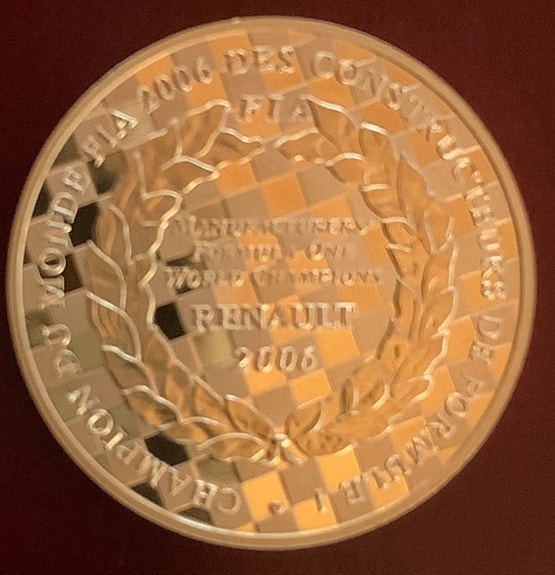 CHAMPION DU MONDE FIA 2006 DES CONSTRUCTEURS DE FORMULE 1
FIA
MANUFACTURERS'
FORMULA ONE
WORLD CHAMPIONS
RENAULT
2006